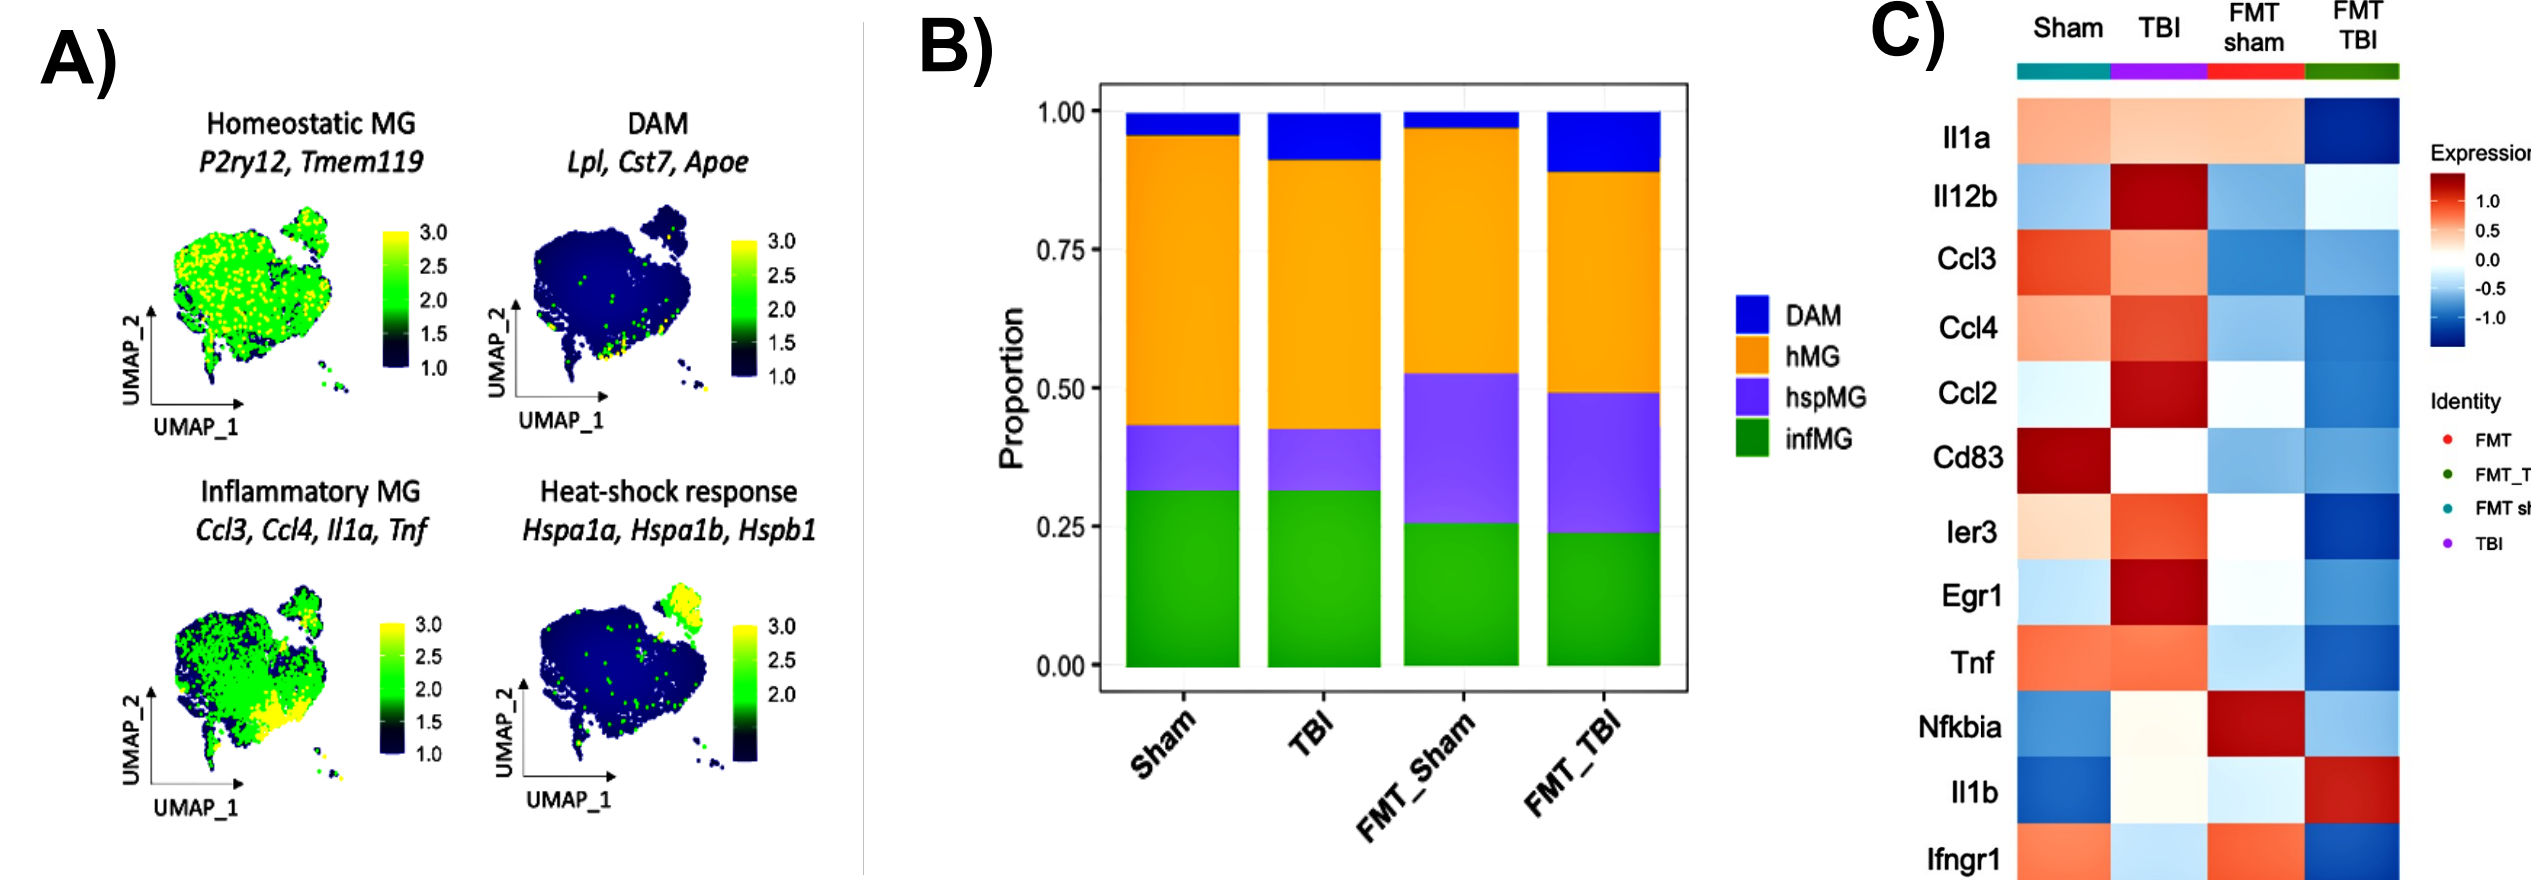 A)
Homeostatic MG
P2ry12, Tmem119
3.0
2.5
2.0
1.5
1.0
UMAP_2
UMAP_1
DAM
Lpl, Cst7, Apoe
3.0
2.5
2.0
1.5
1.0
UMAP_2
UMAP_1
Inflammatory MG
Ccl3, Ccl4, Il1a, Tnf
3.0
2.5
2.0
1.5
1.0
UMAP_2
UMAP_1
Heat-shock response
Hspa1a, Hspa1b, Hspb1
3.0
2.5
2.0
UMAP_2
UMAP_1
B)
Proportion
1.00
0.75
0.50
0.25
0.00
Sham
TBI
FMT_Sham
FMT_TBI
DAM
hMG
hspMG
infMG
C)
Sham
TBI
FMT
sham
FMT
TBI
Il1a
Il12b
Ccl3
Ccl4
Ccl2
Cd83
Ier3
Egr1
Tnf
Nfkbia
Il1b
Ifngr1
Expression
1.0
0.5
0.0
-0.5
-1.0
Identity
FMT
FMT_T
FMT sh
TBI